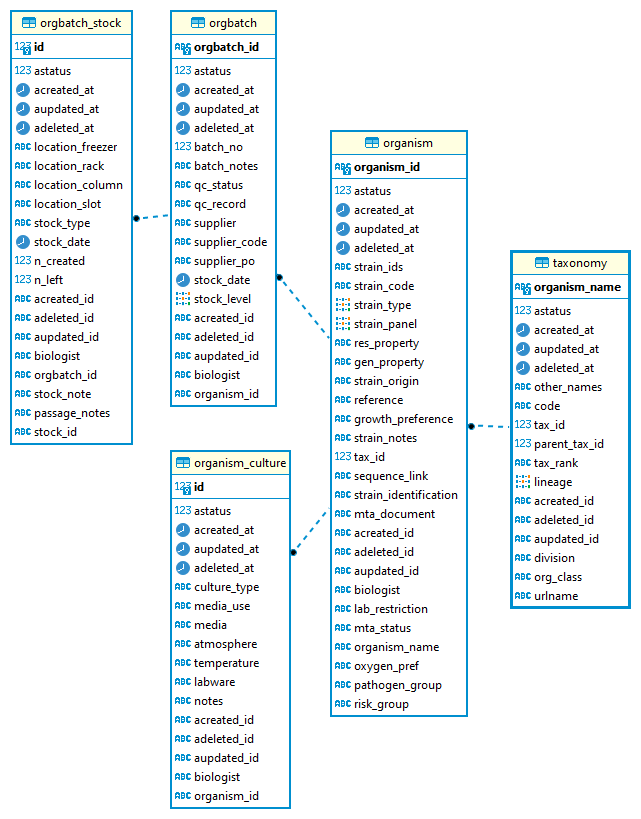 orgbatch_stock
123 id
123 astatus
acreated_at
aupdated_at
adeleted_at
ABC location_freezer
ABC location_rack
ABC location_column
ABC location_slot
ABC stock_type
stock_date
123 n_created
123 n_left
ABC acreated_id
ABC adeleted_id
ABC aupdated_id
ABC biologist
ABC orgbatch_id
ABC stock_note
ABC passage_notes
ABC stock_id
orgbatch
ABC orgbatch_id
123 astatus
acreated_at
aupdated_at
adeleted_at
123 batch_no
ABC batch_notes
ABC qc_status
ABC qc_record
ABC supplier
ABC supplier_code
ABC supplier_po
stock_date
stock_level
ABC acreated_id
ABC adeleted_id
ABC aupdated_id
ABC biologist
ABC organism_id
organism_culture
123 id
123 astatus
acreated_at
aupdated_at
adeleted_at
ABC culture_type
ABC media_use
ABC media
ABC atmosphere
ABC temperature
ABC labware
ABC notes
ABC acreated_id
ABC adeleted_id
ABC aupdated_id
ABC biologist
ABC organism_id
organism
ABC organism_id
123 astatus
acreated_at
aupdated_at
adeleted_at
ABC strain_ids
ABC strain_code
strain_type
strain_panel
ABC res_property
ABC gen_property
ABC strain_origin
ABC reference
ABC growth_preference
ABC strain_notes
123 tax_id
ABC sequence_link
ABC strain_identification
ABC mta_document
ABC acreated_id
ABC adeleted_id
ABC aupdated_id
ABC biologist
ABC lab_restriction
ABC mta_status
ABC organism_name
ABC oxygen_pref
ABC pathogen_group
ABC risk_group
taxonomy
ABC organism_name
123 astatus
acreated_at
aupdated_at
adeleted_at
ABC other_names
ABC code
123 tax_id
123 parent_tax_id
ABC tax_rank
lineage
ABC acreated_id
ABC adeleted_id
ABC aupdated_id
ABC division
ABC org_class
ABC urlname